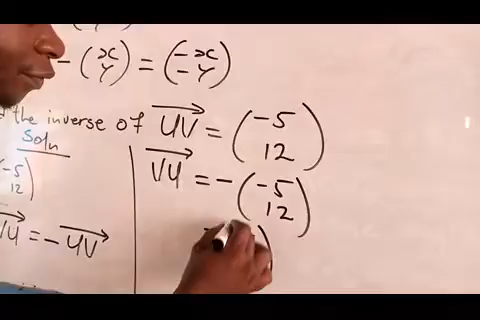 -(x y) = (-x -y)
the inverse of UV = (-5 12)
Soln
(-5 12)
VU = -(-5 12)
VU = -UV